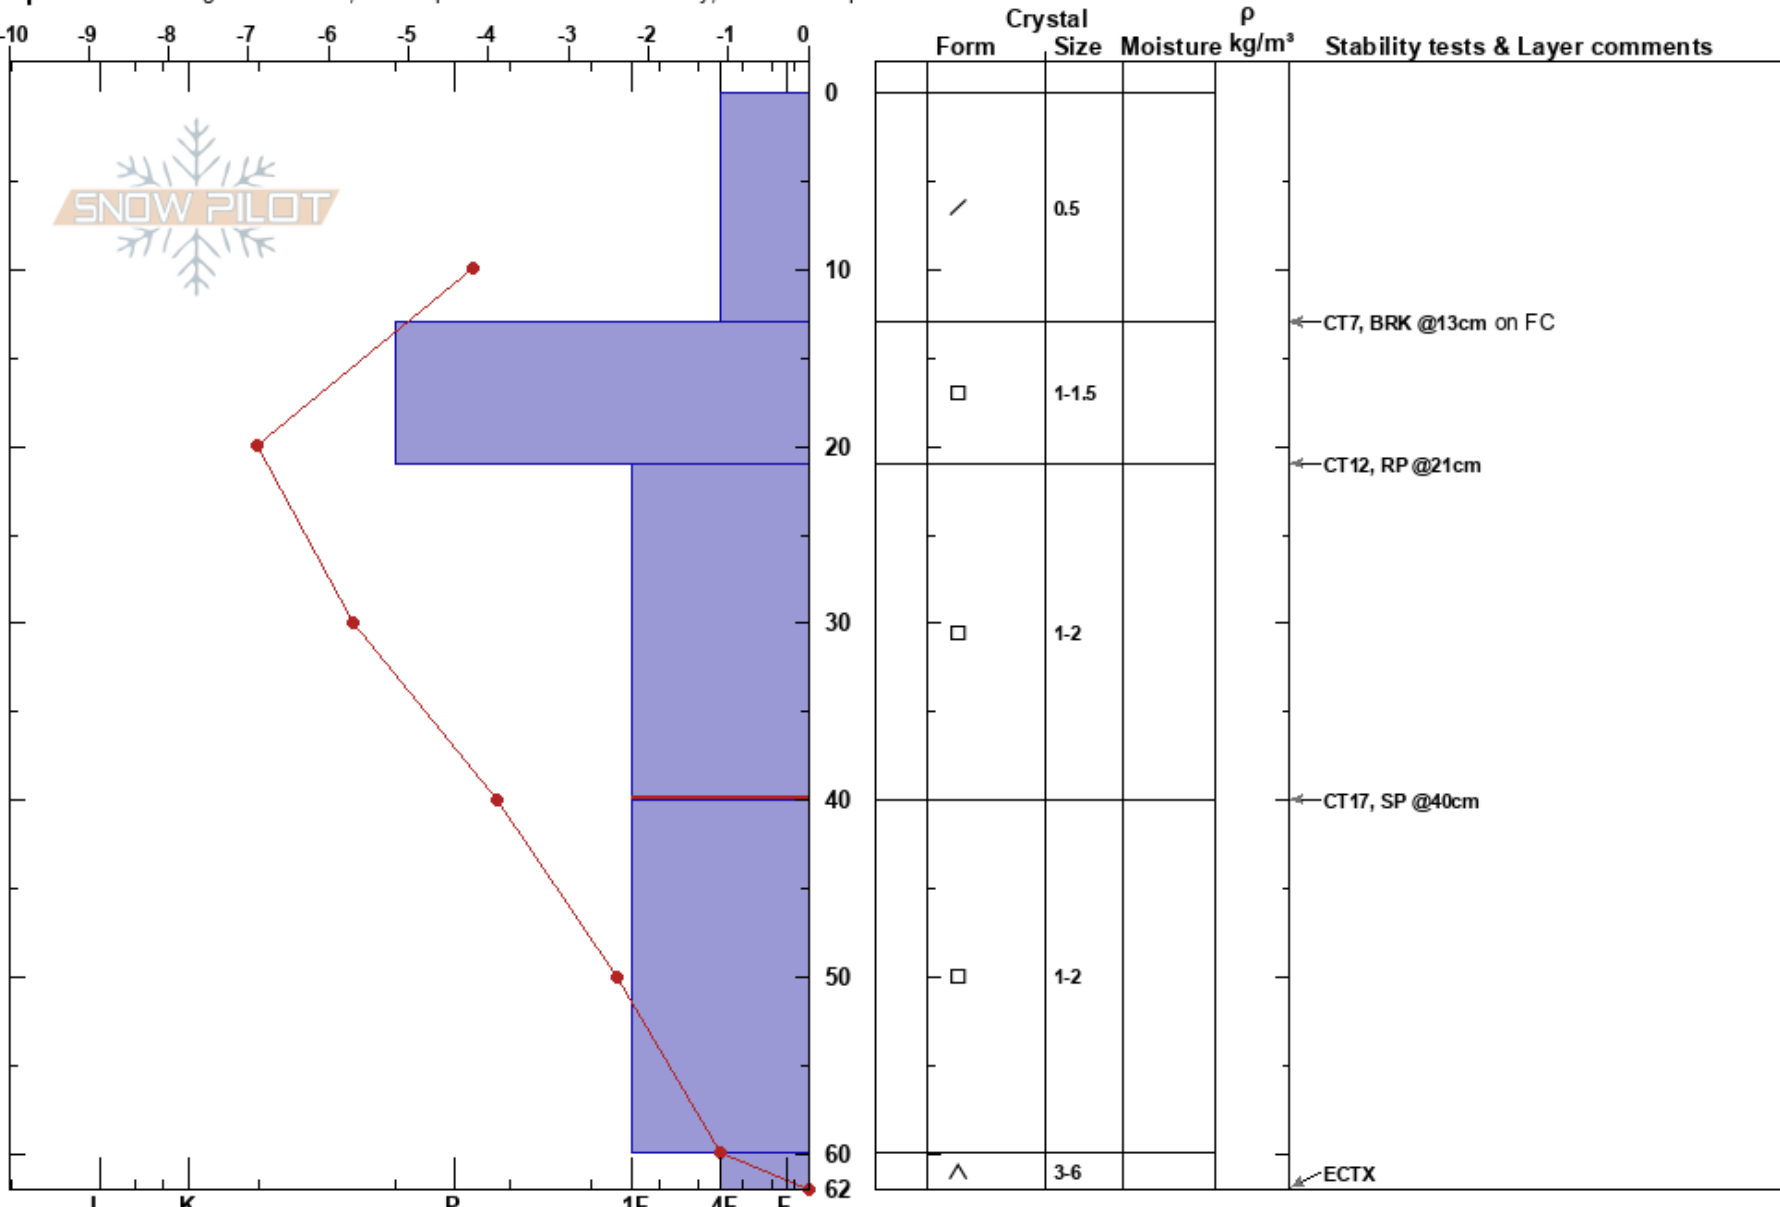 -10 -9 -8 -7 -6 -5 -4 -3 -2 -1 0
Crystal
ρ
Form Size Moisture kg/m³ Stability tests & Layer comments
0
SNOW PILOT
0.5
10
CT7, BRK @13cm on FC
1-1.5
20
CT12, RP @21cm
30
1-2
40
CT17, SP @40cm
50
1-2
60
3-6
ECTX
62
I K P 1F 4F F